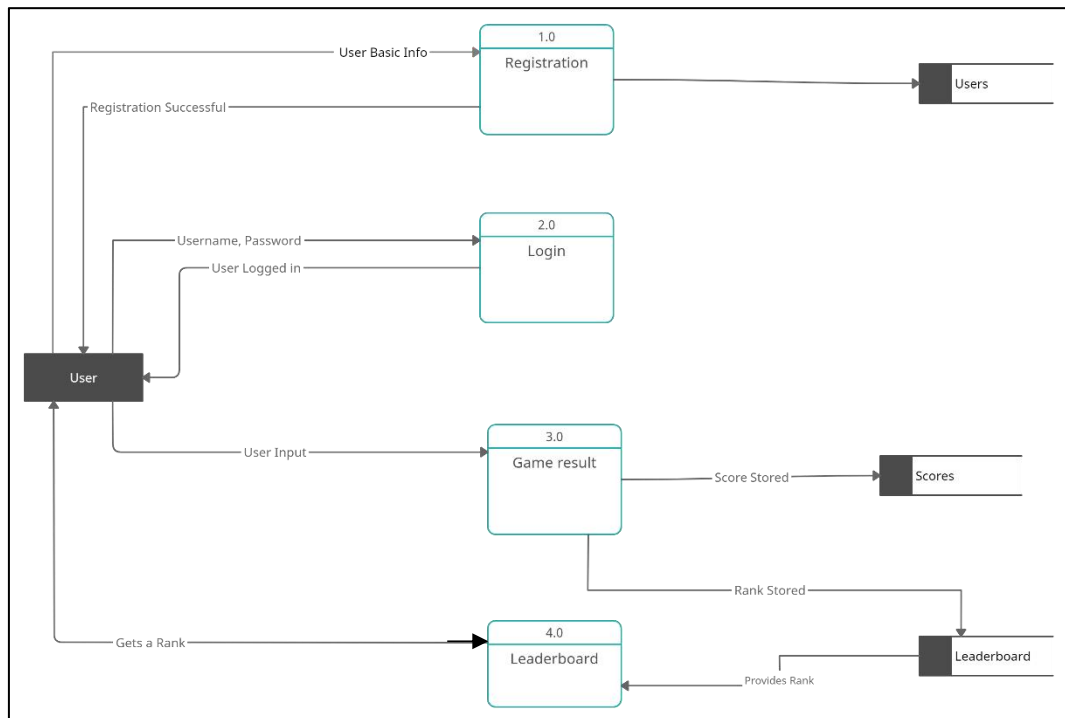 1.0
User Basic Info
Registration
Users
Registration Successful
2.0
Username, Password
Login
User Logged in
User
3.0
User Input
Game result
Score Stored
Scores
Rank Stored
4.0
Gets a Rank
Leaderboard
Leaderboard
Provides Rank